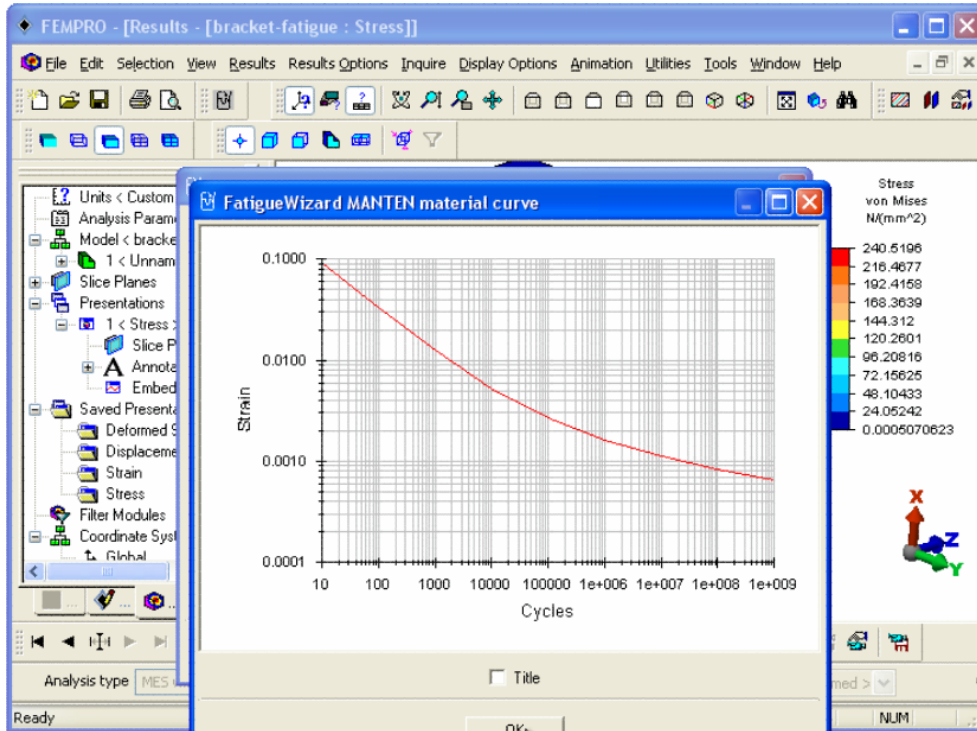 FEMPRO - [Results - [bracket-fatigue : Stress]]
File Edit Selection View Results Results Options Inquire Display Options Animation Utilities Tools Window Help
Units < Custom
Analysis Param
Model < bracke
1 < Unnam
Slice Planes
Presentations
1 < Stress >
Slice P
Annota
Embed
Saved Presenta
Deformed S
Displaceme
Strain
Stress
Filter Modules
Coordinate Syst
Global
FatigueWizard MANTEN material curve
Strain
0.1000
0.0100
0.0010
0.0001
10 100 1000 10000 100000 1e+006 1e+007 1e+008 1e+009
Cycles
Title
OK
Stress
von Mises
N/(mm^2)
240.5196
216.4677
192.4158
168.3639
144.312
120.2601
96.20816
72.15625
48.10433
24.05242
0.0005070623
X
Z
Y
Analysis type MES
med >
Ready
NUM